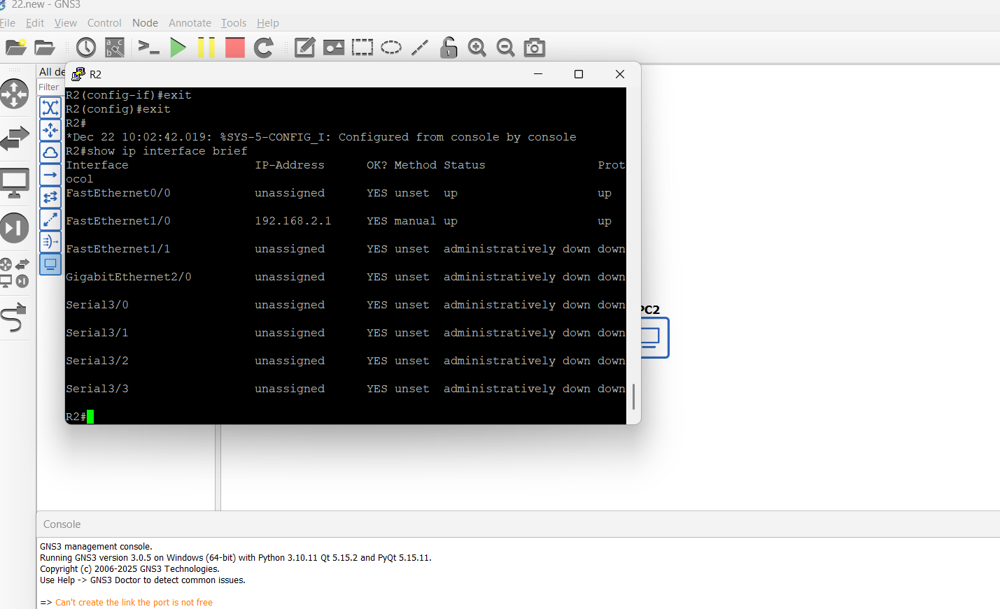 22.new - GNS3
File Edit View Control Node Annotate Tools Help
All de
Filter
R2
R2(config-if)#exit
R2(config)#exit
R2#
*Dec 22 10:02:42.019: %SYS-5-CONFIG_I: Configured from console by console
R2#show ip interface brief
Interface IP-Address OK? Method Status Prot
ocol
FastEthernet0/0 unassigned YES unset up up
FastEthernet1/0 192.168.2.1 YES manual up up
FastEthernet1/1 unassigned YES unset administratively down down
GigabitEthernet2/0 unassigned YES unset administratively down down
Serial3/0 unassigned YES unset administratively down down
Serial3/1 unassigned YES unset administratively down down
Serial3/2 unassigned YES unset administratively down down
Serial3/3 unassigned YES unset administratively down down
R2#
PC2
Console
GNS3 management console.
Running GNS3 version 3.0.5 on Windows (64-bit) with Python 3.10.11 Qt 5.15.2 and PyQt 5.15.11.
Copyright (c) 2006-2025 GNS3 Technologies.
Use Help -> GNS3 Doctor to detect common issues.
=> Can't create the link the port is not free